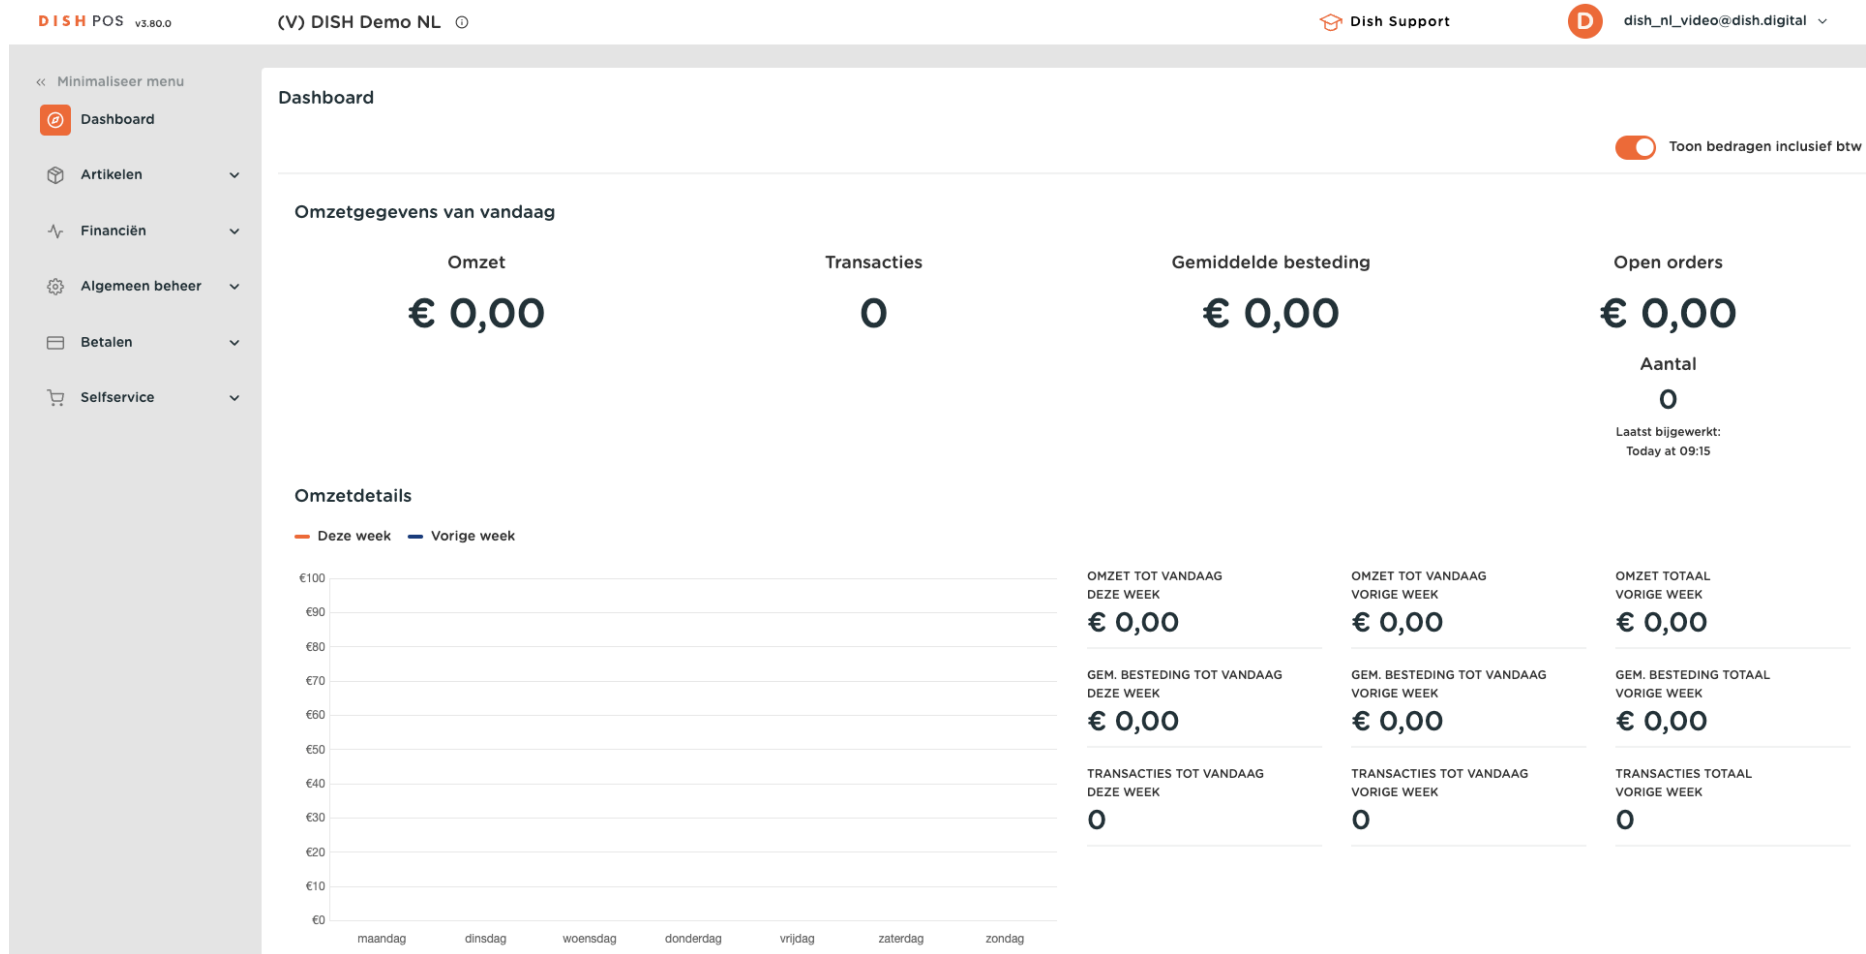 DISH POS v3.80.0
(V) DISH Demo NL
Dish Support
D
dish_nl_video@dish.digital
Minimaliseer menu
Dashboard
Artikelen
Financiën
Algemeen beheer
Betalen
Selfservice
Dashboard
Toon bedragen inclusief btw
Omzetgegevens van vandaag
Omzet
€ 0,00
Transacties
0
Gemiddelde besteding
€ 0,00
Open orders
€ 0,00
Aantal
0
Laatst bijgewerkt:
Today at 09:15
Omzetdetails
Deze week
Vorige week
€100
€90
€80
€70
€60
€50
€40
€30
€20
€10
€0
maandag
dinsdag
woensdag
donderdag
vrijdag
zaterdag
zondag
OMZET TOT VANDAAG
DEZE WEEK
€ 0,00
OMZET TOT VANDAAG
VORIGE WEEK
€ 0,00
OMZET TOTAAL
VORIGE WEEK
€ 0,00
GEM. BESTEDING TOT VANDAAG
DEZE WEEK
€ 0,00
GEM. BESTEDING TOT VANDAAG
VORIGE WEEK
€ 0,00
GEM. BESTEDING TOTAAL
VORIGE WEEK
€ 0,00
TRANSACTIES TOT VANDAAG
DEZE WEEK
0
TRANSACTIES TOT VANDAAG
VORIGE WEEK
0
TRANSACTIES TOTAAL
VORIGE WEEK
0